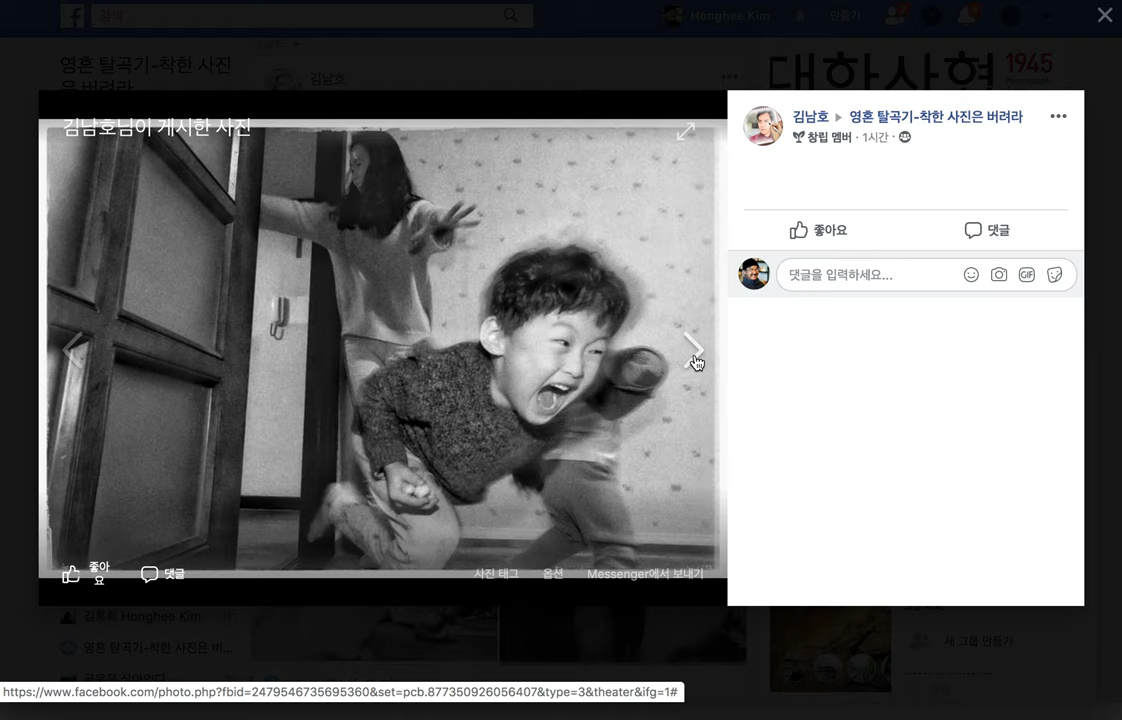 검색
Honghee Kim
홈
만들기
영혼 탈곡기-착한 사진
은 버려라
김남호
대한사협
1945
김남호님이 게시한 사진
김남호 ▶ 영혼 탈곡기-착한 사진은 버려라
창립 멤버 · 1시간 ·
좋아요
댓글
댓글을 입력하세요...
GIF
좋아
요
댓글
사진 태그
옵션
Messenger에서 보내기
김홍희 Honghee Kim
영혼 탈곡기-착한 사진은 버...
새 그룹 만들기
https://www.facebook.com/photo.php?fbid=2479546735695360&set=pcb.877350926056407&type=3&theater&ifg=1#